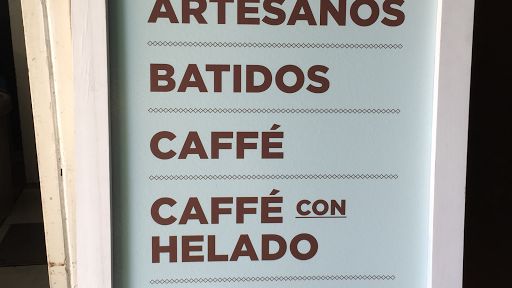 ARTESANOS
BATIDOS
CAFFÉ
CAFFÉ CON
HELADO